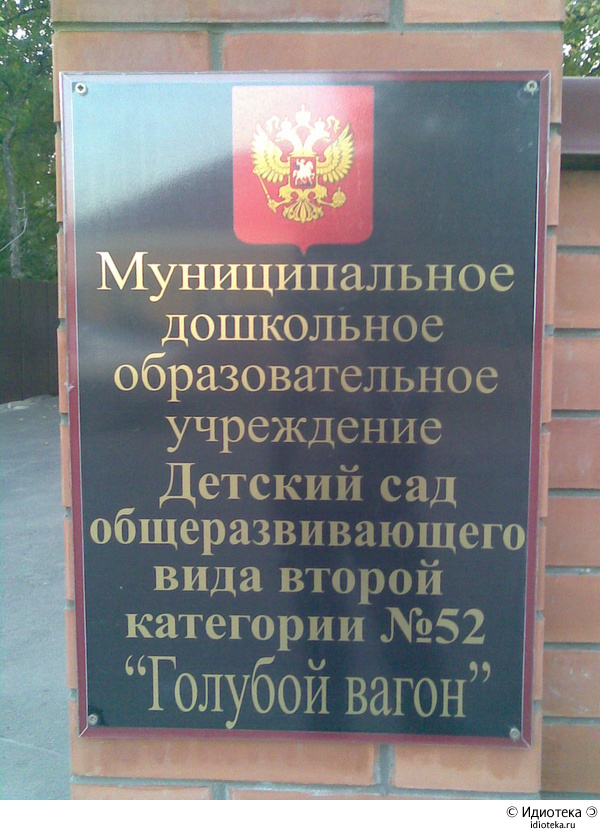 Муниципальное
дошкольное
образовательное
учреждение
Детский сад
общеразвивающего
вида второй
категории №52
“Голубой вагон”
© Идиотека
idioteka.ru